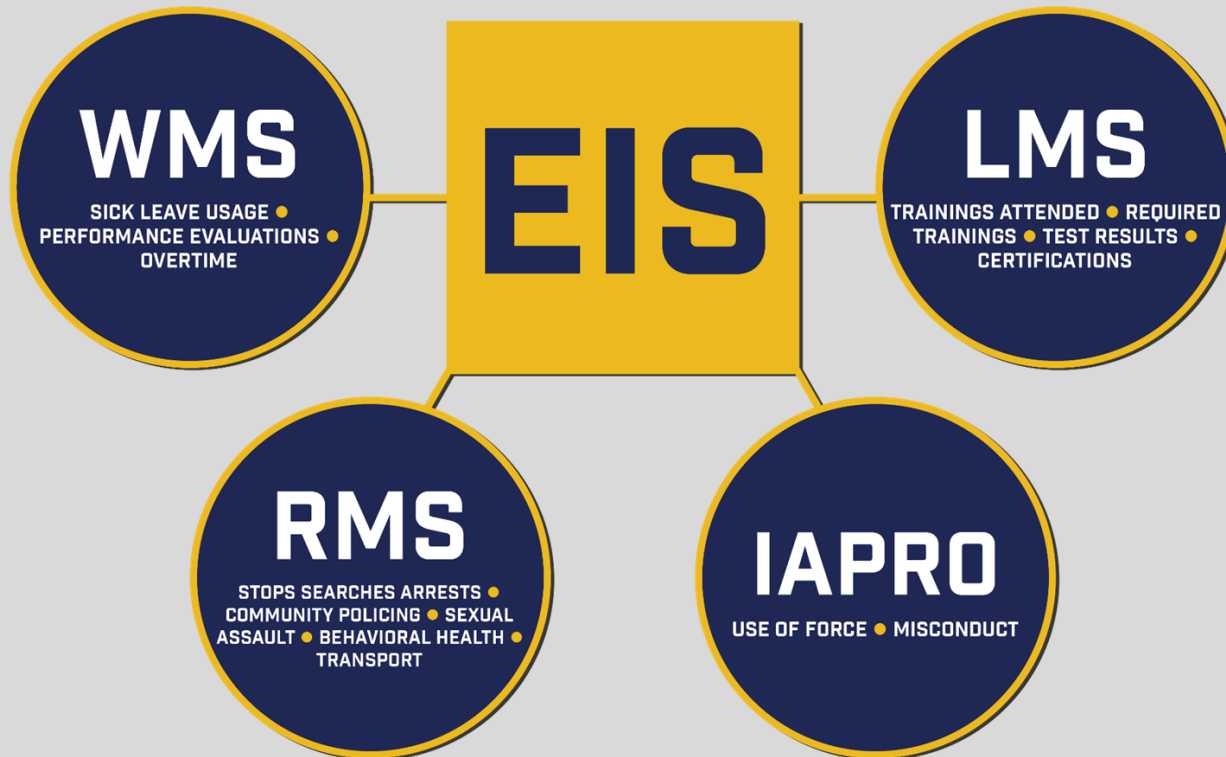 WMS
SICK LEAVE USAGE ●
PERFORMANCE EVALUATIONS ●
OVERTIME
EIS
LMS
TRAININGS ATTENDED ● REQUIRED
TRAININGS ● TEST RESULTS ●
CERTIFICATIONS
RMS
STOPS SEARCHES ARRESTS ●
COMMUNITY POLICING ● SEXUAL
ASSAULT ● BEHAVIORAL HEALTH ●
TRANSPORT
IAPRO
USE OF FORCE ● MISCONDUCT